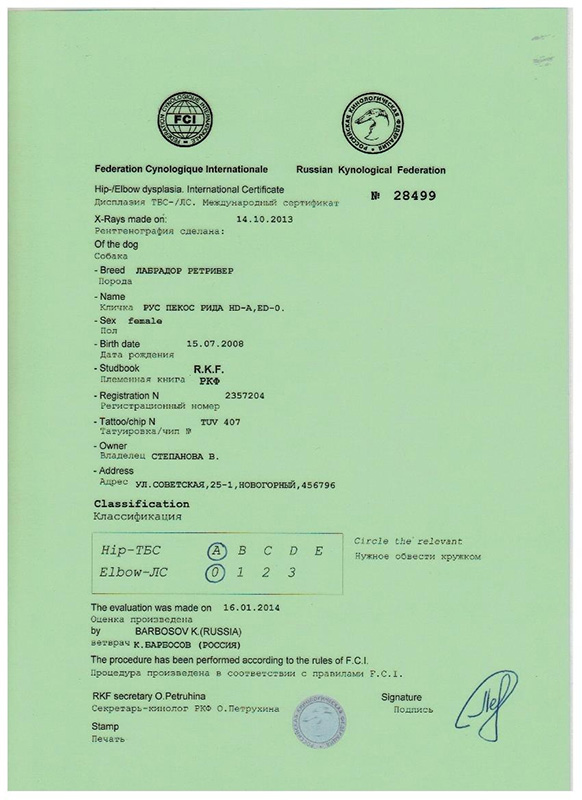 FCI
FEDERATION CYNOLOGIQUE INTERNATIONALE
РОССИЙСКАЯ КИНОЛОГИЧЕСКАЯ ФЕДЕРАЦИЯ
Federation Cynologique Internationale Russian Kynological Federation
Hip-/Elbow dysplasia. International Certificate
№ 28499
Дисплазия ТБС-/ЛС. Международный сертификат
X-Rays made on: 14.10.2013
Рентгенография сделана:
Of the dog
Собака
- Breed ЛАБРАДОР РЕТРИВЕР
Порода
- Name
Кличка РУС ПЕКОС РИДА HD-A,ED-0.
- Sex female
Пол
- Birth date 15.07.2008
Дата рождения
- Studbook R.K.F.
Племенная книга РКФ
- Registration N 2357204
Регистрационный номер
- Tattoo/chip N TUV 407
Татуировка/чип №
- Owner
Владелец СТЕПАНОВА В.
- Address
Адрес УЛ.СОВЕТСКАЯ,25-1,НОВОГОРНЫЙ,456796
Classification
Классификация
Hip-ТБС A B C D E
Elbow-ЛС 0 1 2 3
Circle the relevant
Нужное обвести кружком
The evaluation was made on 16.01.2014
Оценка произведена
by BARBOSOV K.(RUSSIA)
ветврач К.БАРБОСОВ (РОССИЯ)
The procedure has been performed according to the rules of F.C.I.
Процедура произведена в соответствии с правилами F.C.I.
RKF secretary O.Petruhina Signature
Секретарь-кинолог РКФ О.Петрухина Подпись
Stamp
Печать